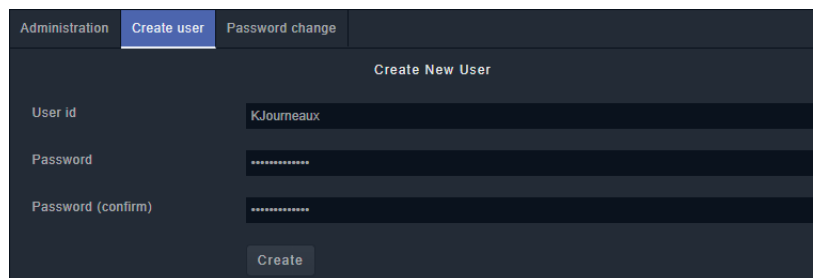 Administration Create user Password change
Create New User
User id KJourneaux
Password •••••••••••••
Password (confirm) •••••••••••••
Create